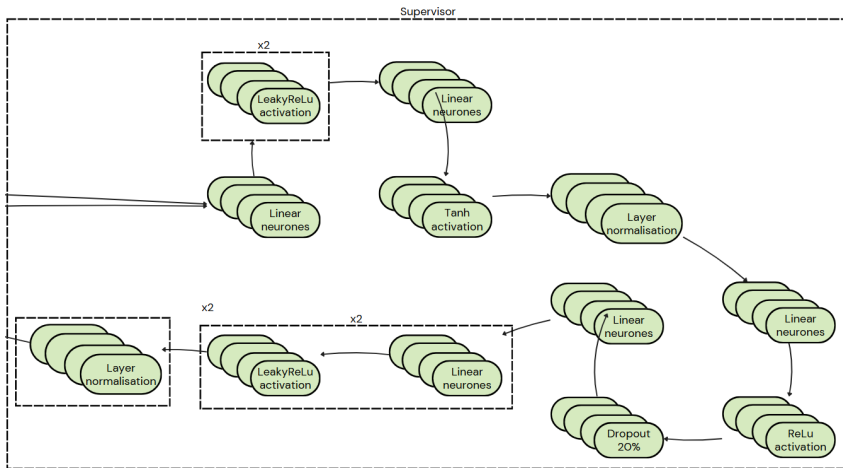 Supervisor
x2
LeakyReLu
activation
Linear
neurones
Linear
neurones
Tanh
activation
Layer
normalisation
Linear
neurones
ReLu
activation
Dropout
20%
Linear
neurones
x2
Linear
neurones
LeakyReLu
activation
x2
Layer
normalisation